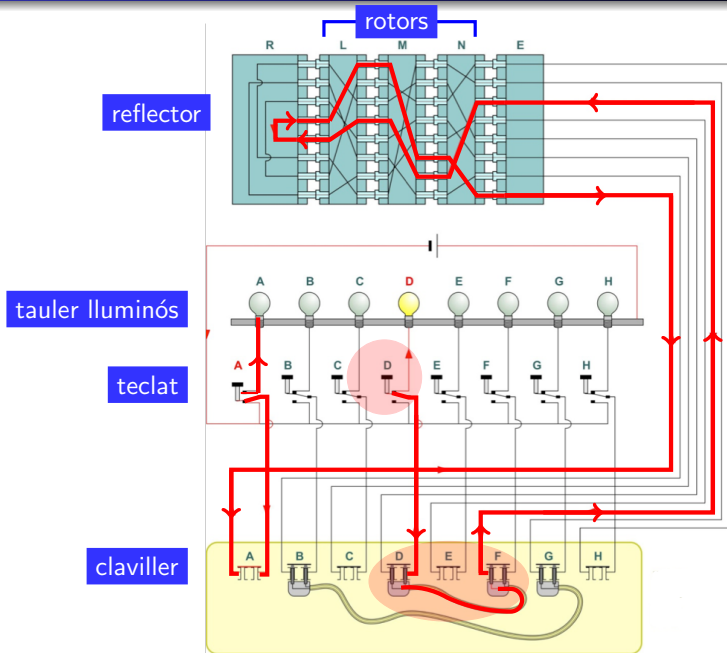 rotors
R L M N E
reflector
A B C D E F G H
tauler lluminós
A B C D E F G H
teclat
A B C D E F G H
claviller